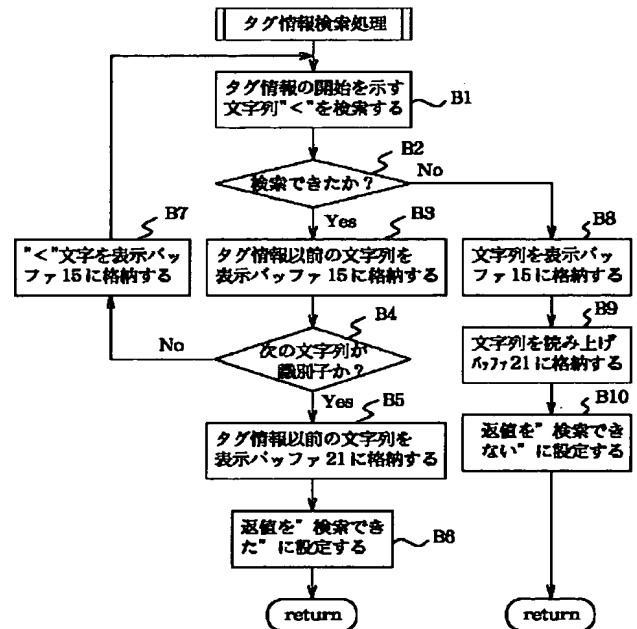 タグ情報検索処理
タグ情報の開始を示す
文字列"<"を検索する
B1
B2
検索できたか？
No
Yes
B7
"<"文字を表示バッ
ファ15に格納する
B3
タグ情報以前の文字列を
表示バッファ15に格納する
B8
文字列を表示バッ
ファ15に格納する
B4
次の文字列が
識別子か？
No
Yes
B9
文字列を読み上げ
バッファ21に格納する
B5
タグ情報以前の文字列を
表示バッファ21に格納する
B10
返値を"検索でき
ない"に設定する
返値を"検索でき
た"に設定する
B6
return
return